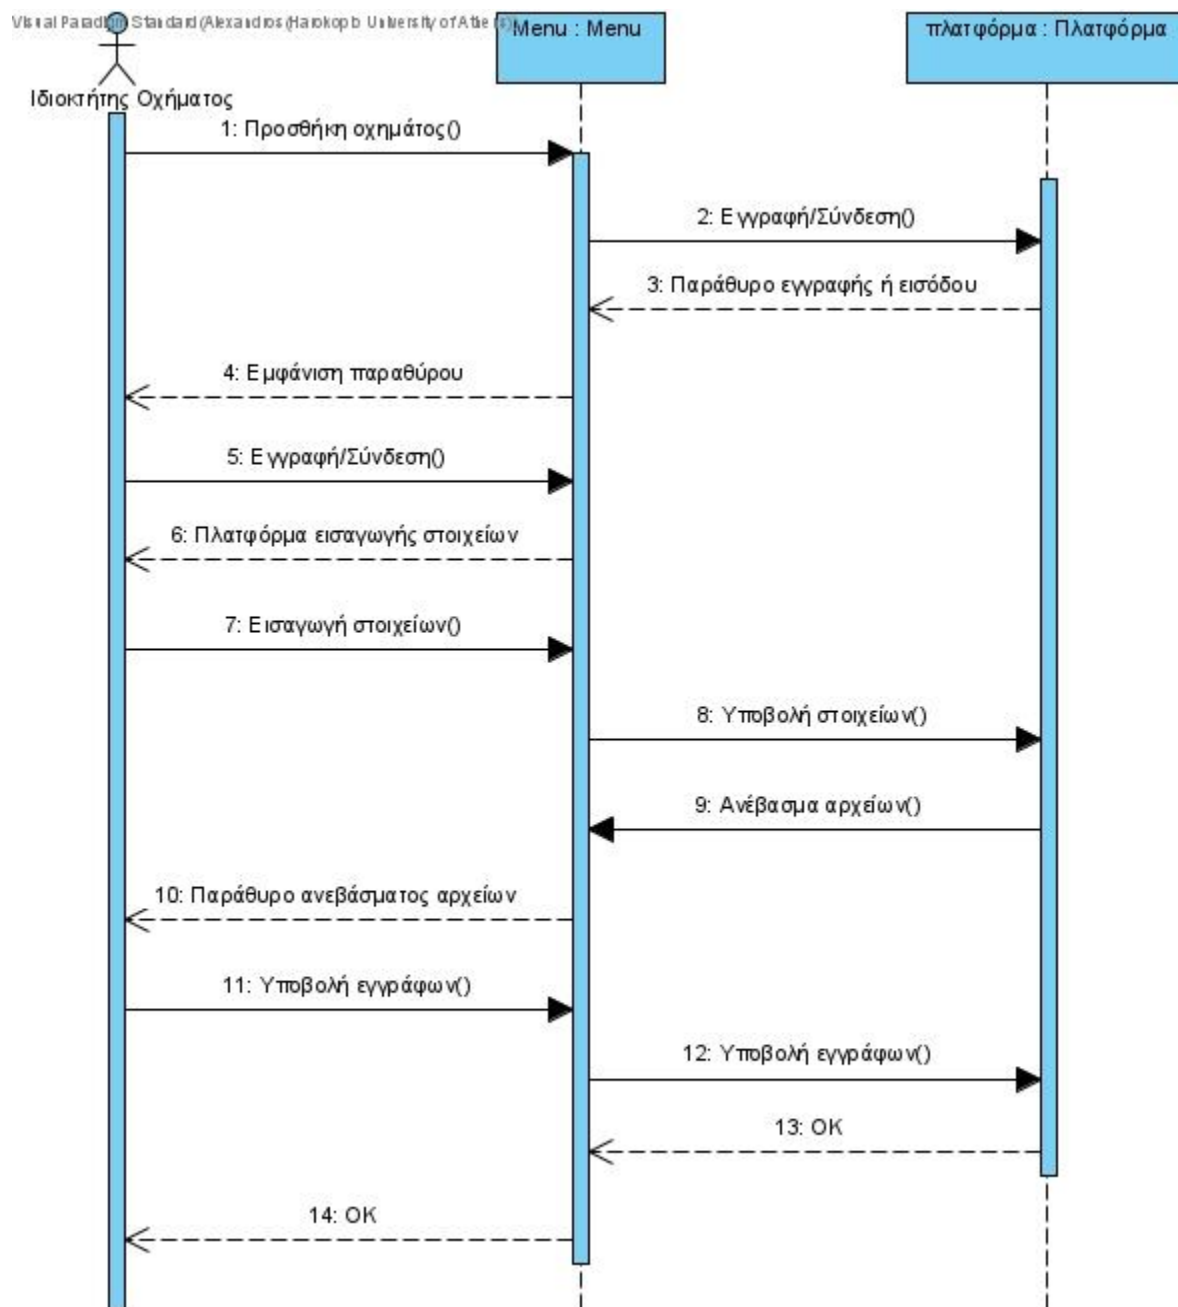 Visual Paradigm Standard(Alexandros(Harokopio University of Athens))
Menu : Menu
πλατφόρμα : Πλατφόρμα
Ιδιοκτήτης Οχήματος
1: Προσθήκη οχημάτος()
2: Εγγραφή/Σύνδεση()
3: Παράθυρο εγγραφής ή εισόδου
4: Εμφάνιση παραθύρου
5: Εγγραφή/Σύνδεση()
6: Πλατφόρμα εισαγωγής στοιχείων
7: Εισαγωγή στοιχείων()
8: Υποβολή στοιχείων()
9: Ανέβασμα αρχείων()
10: Παράθυρο ανεβάσματος αρχείων
11: Υποβολή εγγράφων()
12: Υποβολή εγγράφων()
13: OK
14: OK